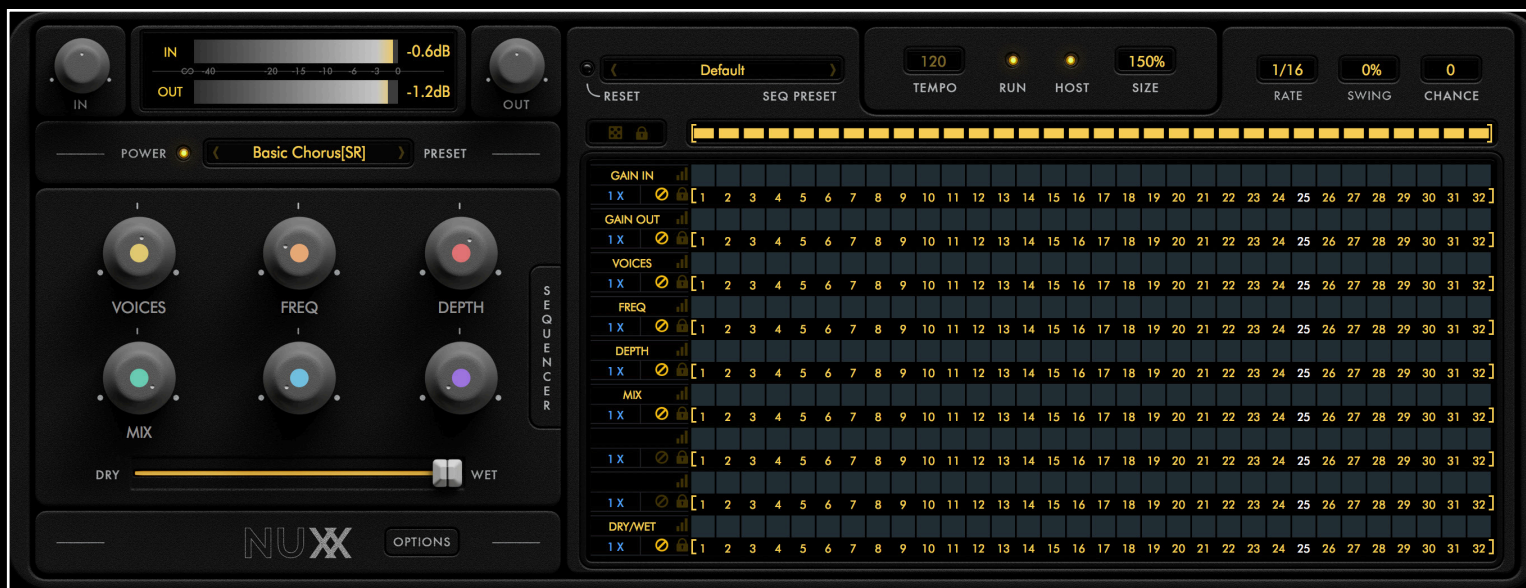 IN
IN -0.6dB
∞ -40 -20 -15 -10 -6 -3 0
OUT -1.2dB
OUT
POWER 〈 Basic Chorus[SR] 〉 PRESET
VOICES FREQ DEPTH
MIX
DRY WET
SEQUENCER
NUXX OPTIONS
〈 Default 〉
RESET SEQ PRESET
120 150%
TEMPO RUN HOST SIZE
1/16 0% 0
RATE SWING CHANCE
GAIN IN
1 X [1 2 3 4 5 6 7 8 9 10 11 12 13 14 15 16 17 18 19 20 21 22 23 24 25 26 27 28 29 30 31 32]
GAIN OUT
1 X [1 2 3 4 5 6 7 8 9 10 11 12 13 14 15 16 17 18 19 20 21 22 23 24 25 26 27 28 29 30 31 32]
VOICES
1 X [1 2 3 4 5 6 7 8 9 10 11 12 13 14 15 16 17 18 19 20 21 22 23 24 25 26 27 28 29 30 31 32]
FREQ
1 X [1 2 3 4 5 6 7 8 9 10 11 12 13 14 15 16 17 18 19 20 21 22 23 24 25 26 27 28 29 30 31 32]
DEPTH
1 X [1 2 3 4 5 6 7 8 9 10 11 12 13 14 15 16 17 18 19 20 21 22 23 24 25 26 27 28 29 30 31 32]
MIX
1 X [1 2 3 4 5 6 7 8 9 10 11 12 13 14 15 16 17 18 19 20 21 22 23 24 25 26 27 28 29 30 31 32]
1 X [1 2 3 4 5 6 7 8 9 10 11 12 13 14 15 16 17 18 19 20 21 22 23 24 25 26 27 28 29 30 31 32]
1 X [1 2 3 4 5 6 7 8 9 10 11 12 13 14 15 16 17 18 19 20 21 22 23 24 25 26 27 28 29 30 31 32]
DRY/WET
1 X [1 2 3 4 5 6 7 8 9 10 11 12 13 14 15 16 17 18 19 20 21 22 23 24 25 26 27 28 29 30 31 32]